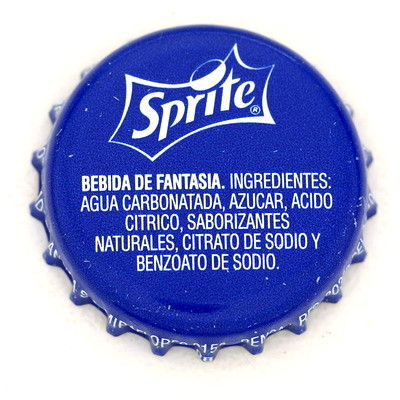 Sprite®
BEBIDA DE FANTASIA. INGREDIENTES:
AGUA CARBONATADA, AZUCAR, ACIDO
CITRICO, SABORIZANTES
NATURALES, CITRATO DE SODIO Y
BENZOATO DE SODIO.